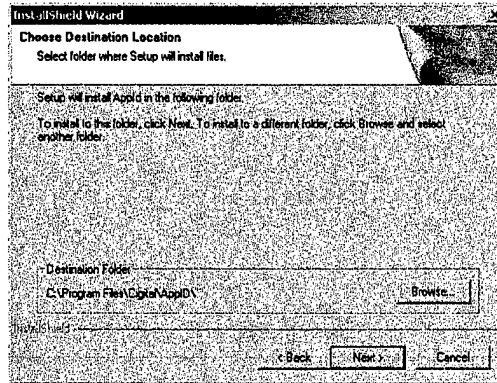 InstallShield Wizard
Choose Destination Location
Select folder where Setup will install files.
Setup will install AppId in the following folder.
To install to this folder, click Next. To install to a different folder, click Browse and select
another folder.
Destination Folder
C:\Program Files\Digital\AppID\
Browse...
InstallShield
< Back
Next >
Cancel